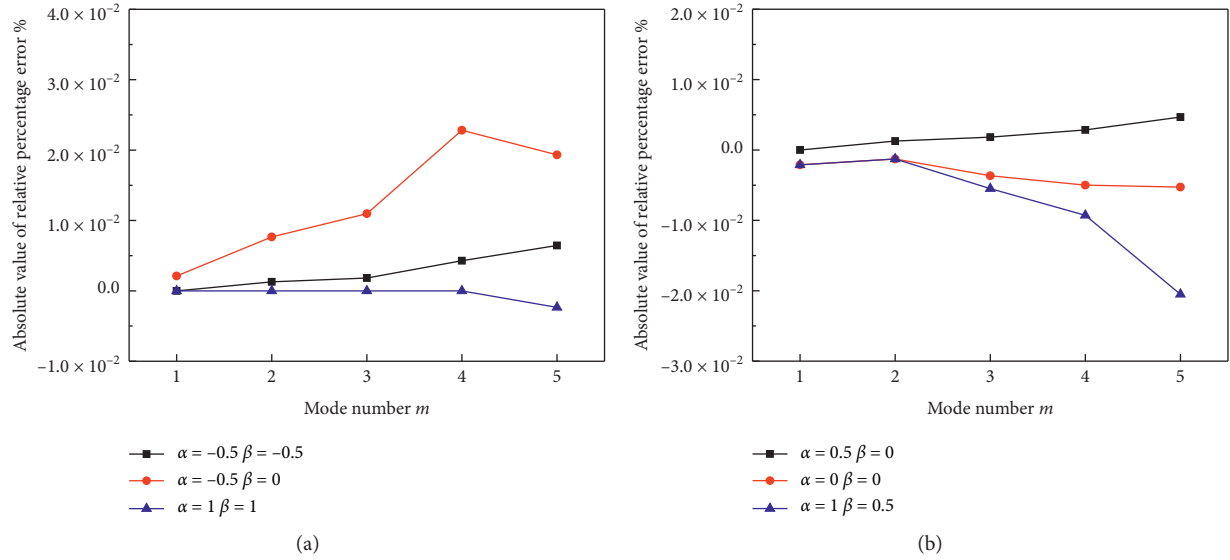 Absolute value of relative percentage error %
4.0 × 10⁻²
3.0 × 10⁻²
2.0 × 10⁻²
1.0 × 10⁻²
0.0
–1.0 × 10⁻²
1 2 3 4 5
Mode number m
α = –0.5 β = –0.5
α = –0.5 β = 0
α = 1 β = 1
(a)
Absolute value of relative percentage error %
2.0 × 10⁻²
1.0 × 10⁻²
0.0
–1.0 × 10⁻²
–2.0 × 10⁻²
–3.0 × 10⁻²
1 2 3 4 5
Mode number m
α = 0.5 β = 0
α = 0 β = 0
α = 1 β = 0.5
(b)